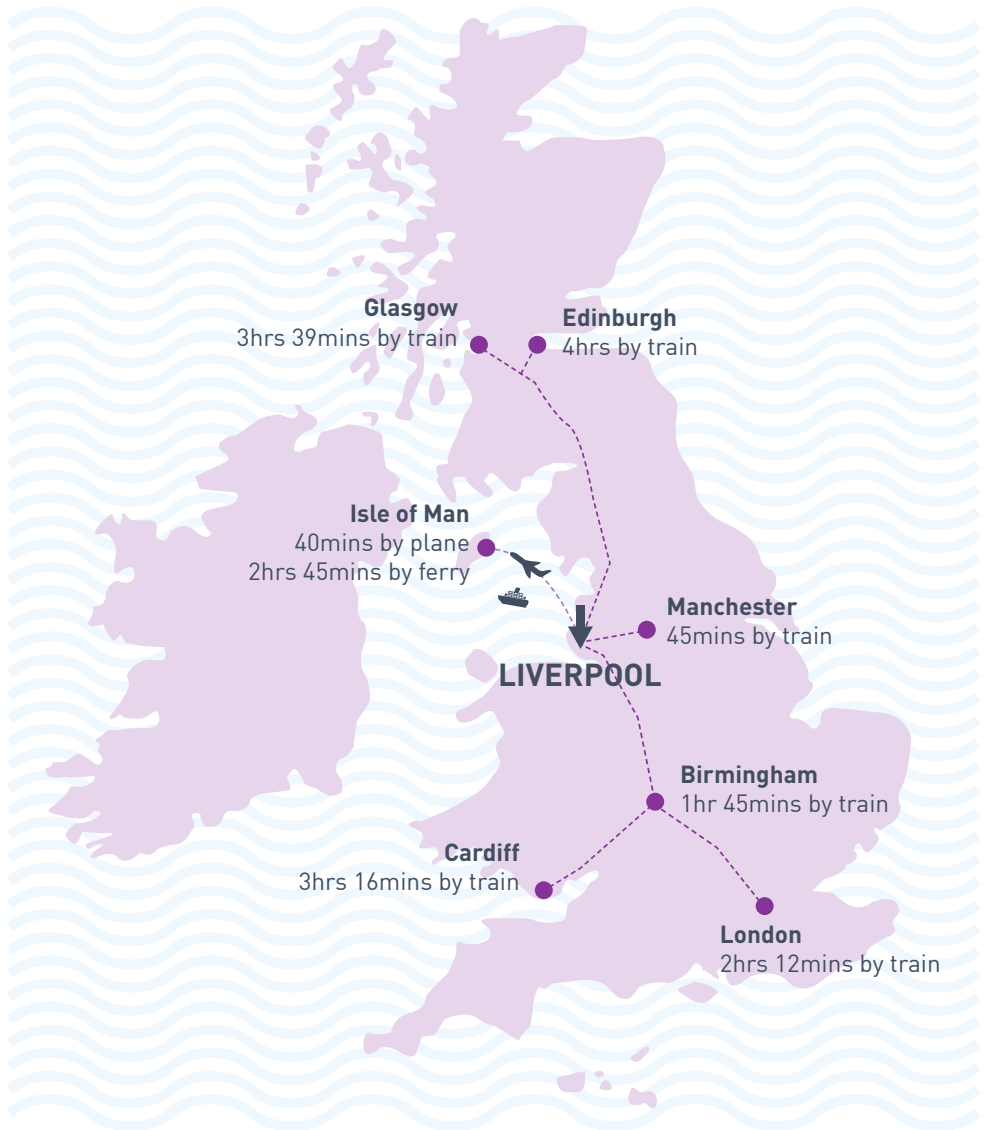 Glasgow
3hrs 39mins by train
Edinburgh
4hrs by train
Isle of Man
40mins by plane
2hrs 45mins by ferry
Manchester
45mins by train
LIVERPOOL
Birmingham
1hr 45mins by train
Cardiff
3hrs 16mins by train
London
2hrs 12mins by train